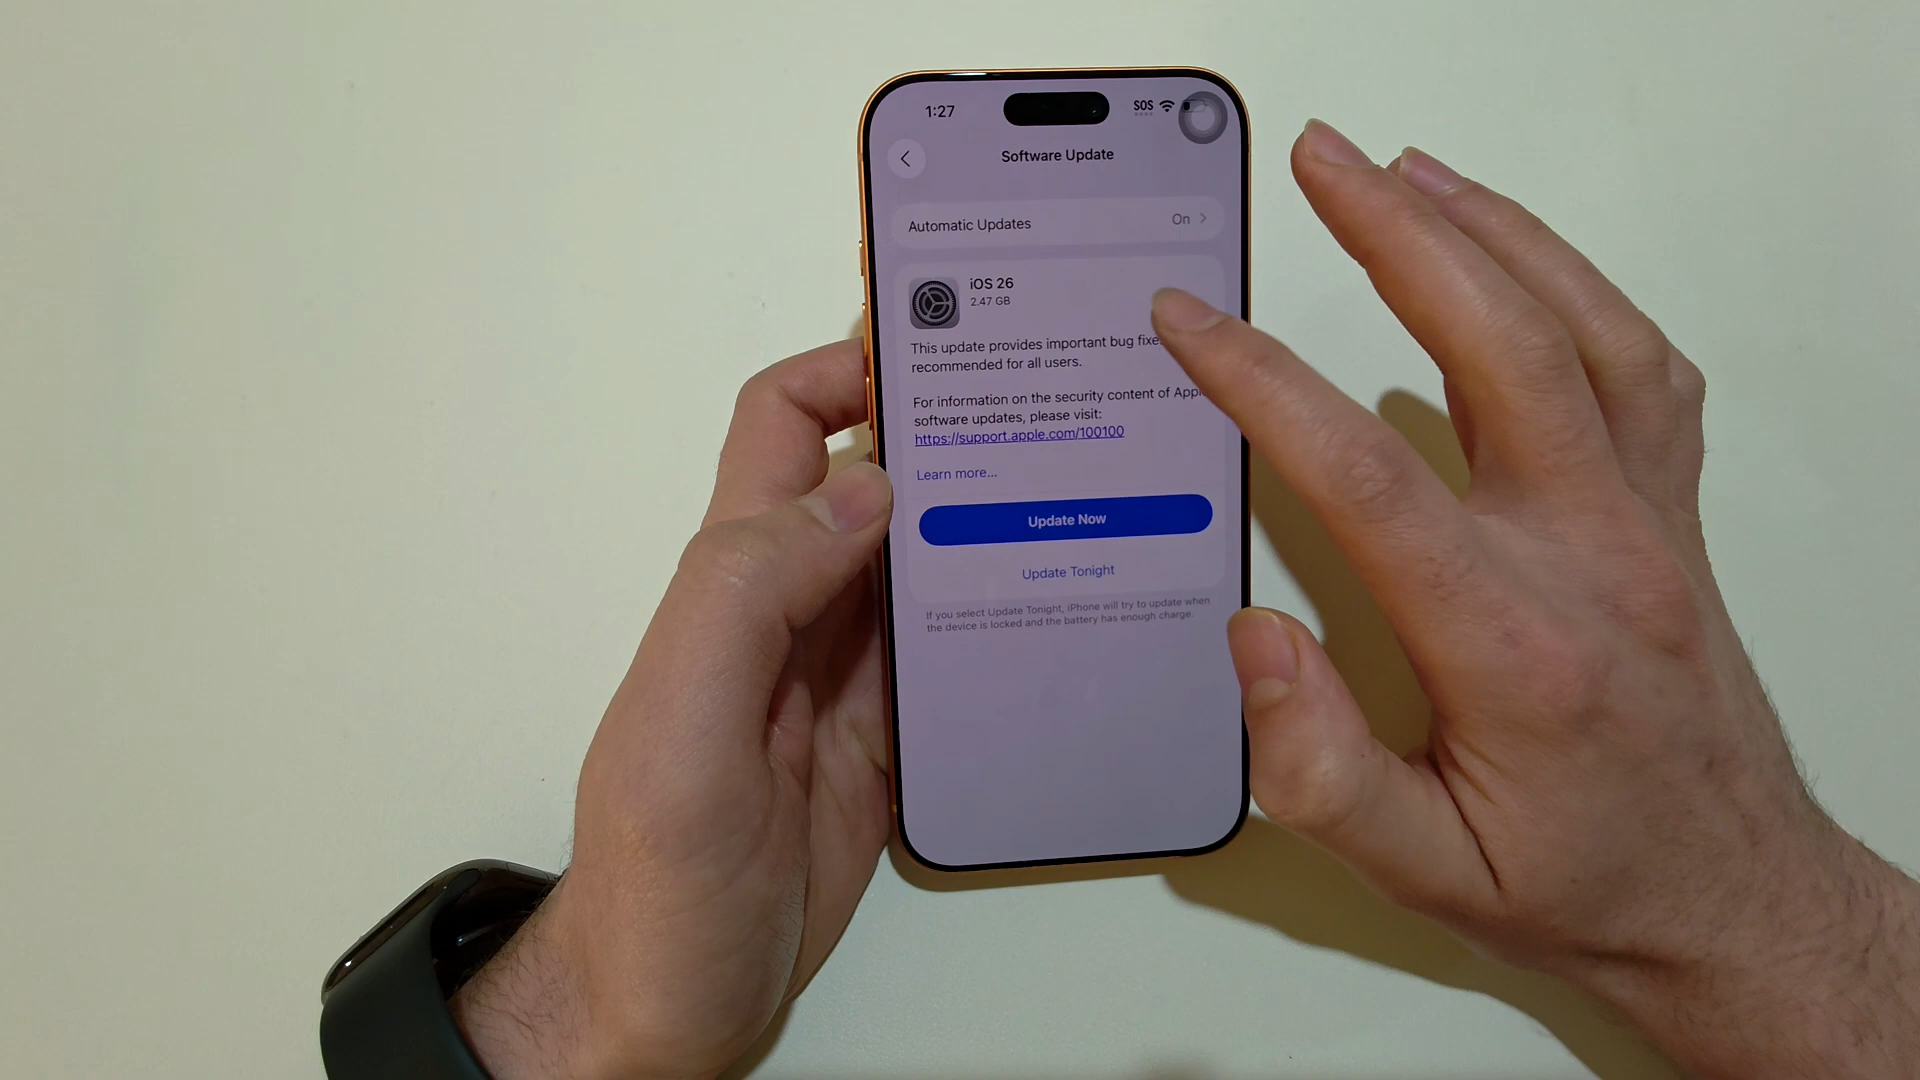 1:27
SOS
Software Update
Automatic Updates On
iOS 26
2.47 GB
This update provides important bug
recommended for all users.
For information on the security content of
software updates, please visit:
https://support.apple.com/100100
Learn more...
Update Now
Update Tonight
If you select Update Tonight, iPhone will try to update when
the device is locked and the battery has enough charge.